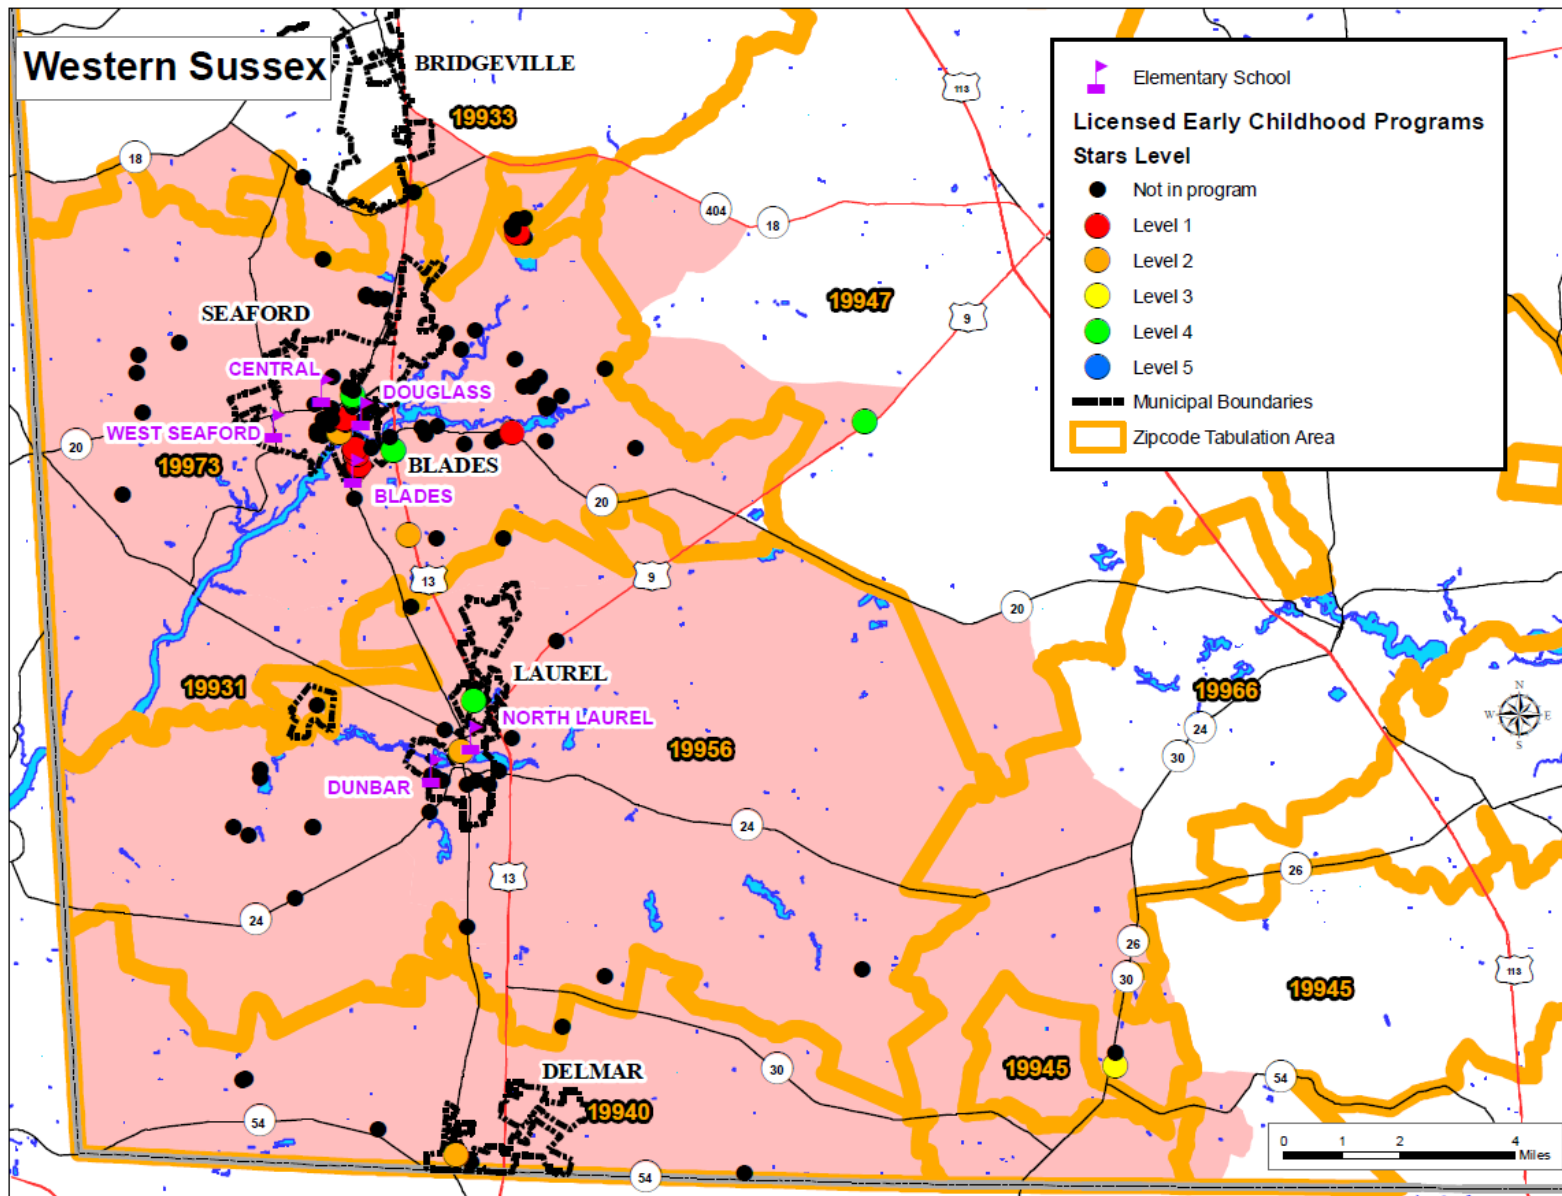 Western Sussex
BRIDGEVILLE
19933
18
113
404
18
SEAFORD
19947
9
CENTRAL
DOUGLASS
WEST SEAFORD
20
19973
BLADES
BLADES
20
13
9
20
LAUREL
19931
NORTH LAUREL
19956
19966
24
30
DUNBAR
24
26
13
24
26
30
19945
113
DELMAR
30
19945
54
19940
54
54
Elementary School
Licensed Early Childhood Programs
Stars Level
Not in program
Level 1
Level 2
Level 3
Level 4
Level 5
Municipal Boundaries
Zipcode Tabulation Area
N
W E
S
0 1 2 4
Miles